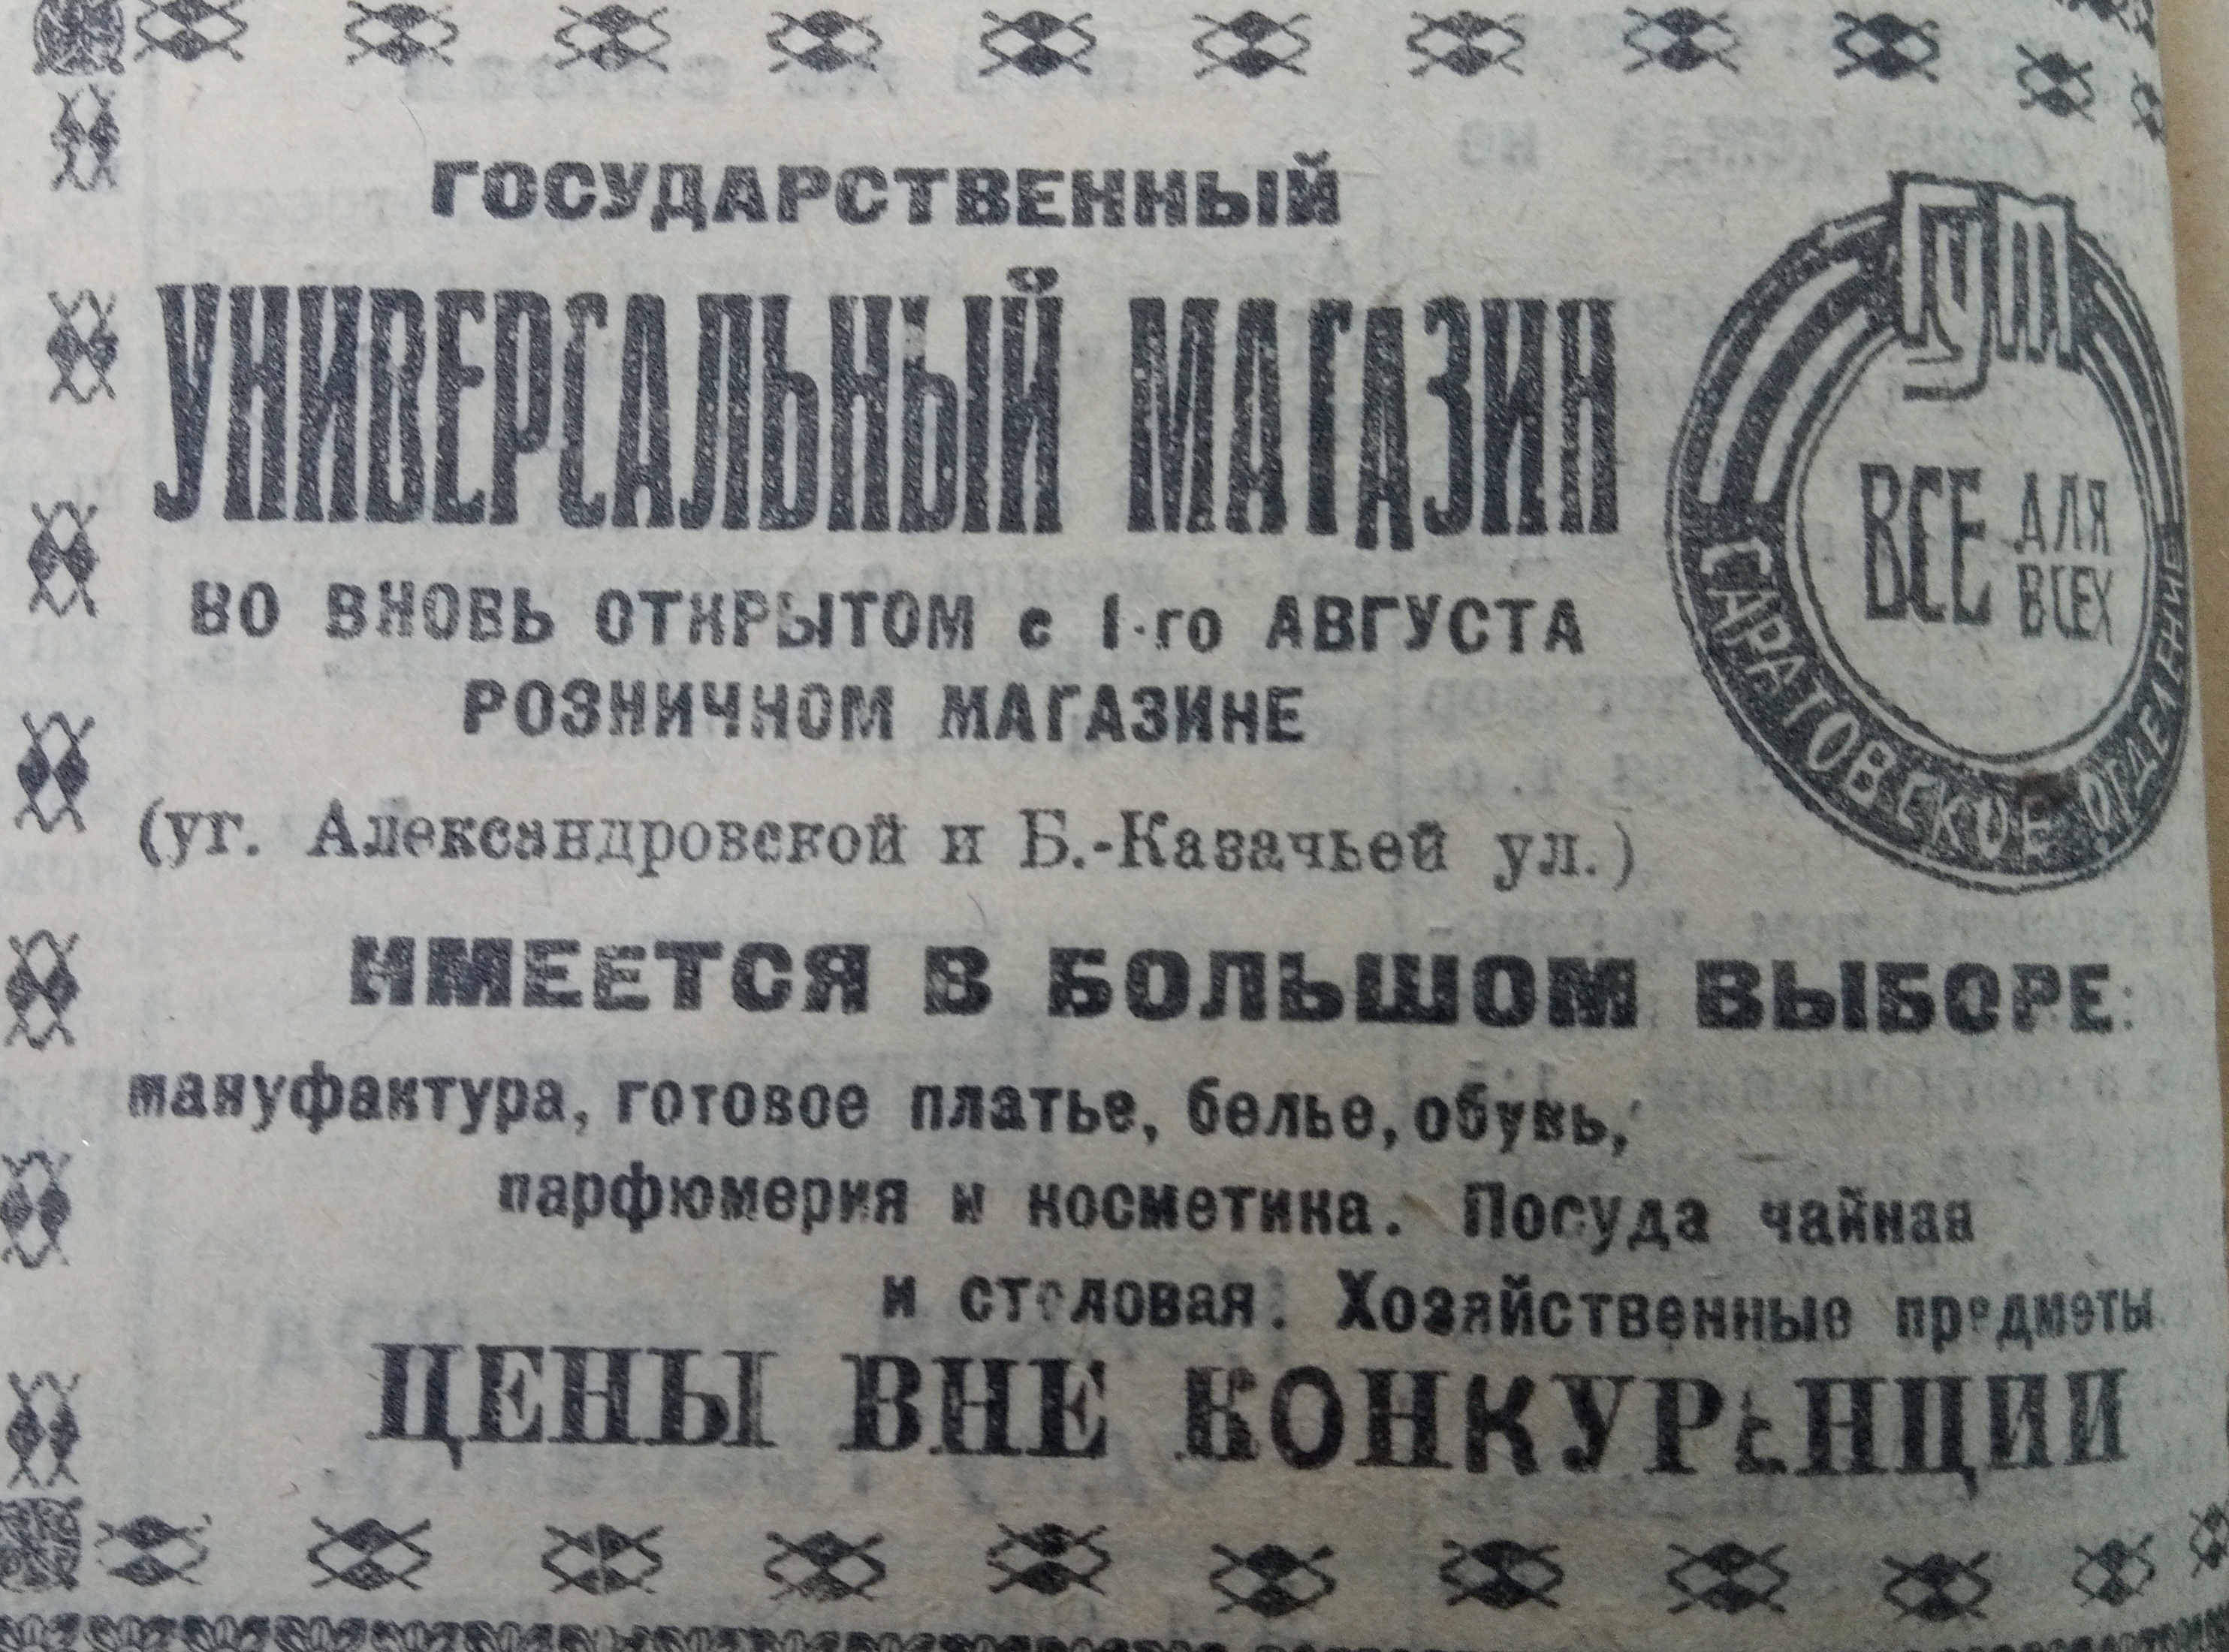 ГОСУДАРСТВЕННЫЙ
УНИВЕРСАЛЬНЫЙ МАГАЗИН
ВО ВНОВЬ ОТКРЫТОМ с 1-го АВГУСТА
РОЗНИЧНОМ МАГАЗИНЕ
(уг. Александровской и Б.-Казачьей ул.)
ГУМ
ВСЕ ДЛЯ ВСЕХ
САРАТОВСКОЕ ОТДЕЛЕНИЕ
ИМЕЕТСЯ В БОЛЬШОМ ВЫБОРЕ:
мануфактура, готовое платье, белье, обувь,
парфюмерия и косметика. Посуда чайная
и столовая. Хозяйственные предметы
ЦЕНЫ ВНЕ КОНКУРЕНЦИИ